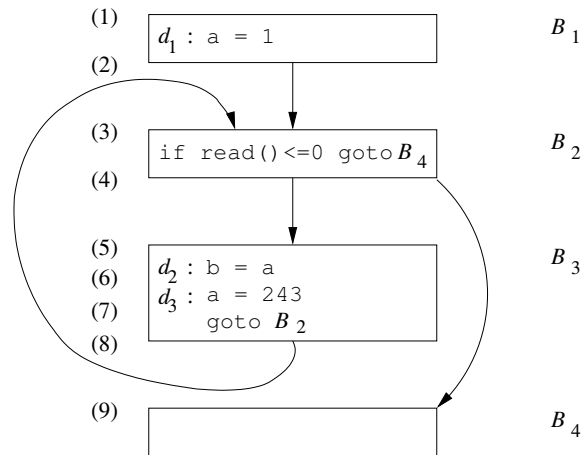 (1)
d1 : a = 1 B1
(2)
(3)
if read()<=0 goto B4 B2
(4)
(5)
d2 : b = a B3
(6)
d3 : a = 243
(7)
goto B2
(8)
(9)
B4